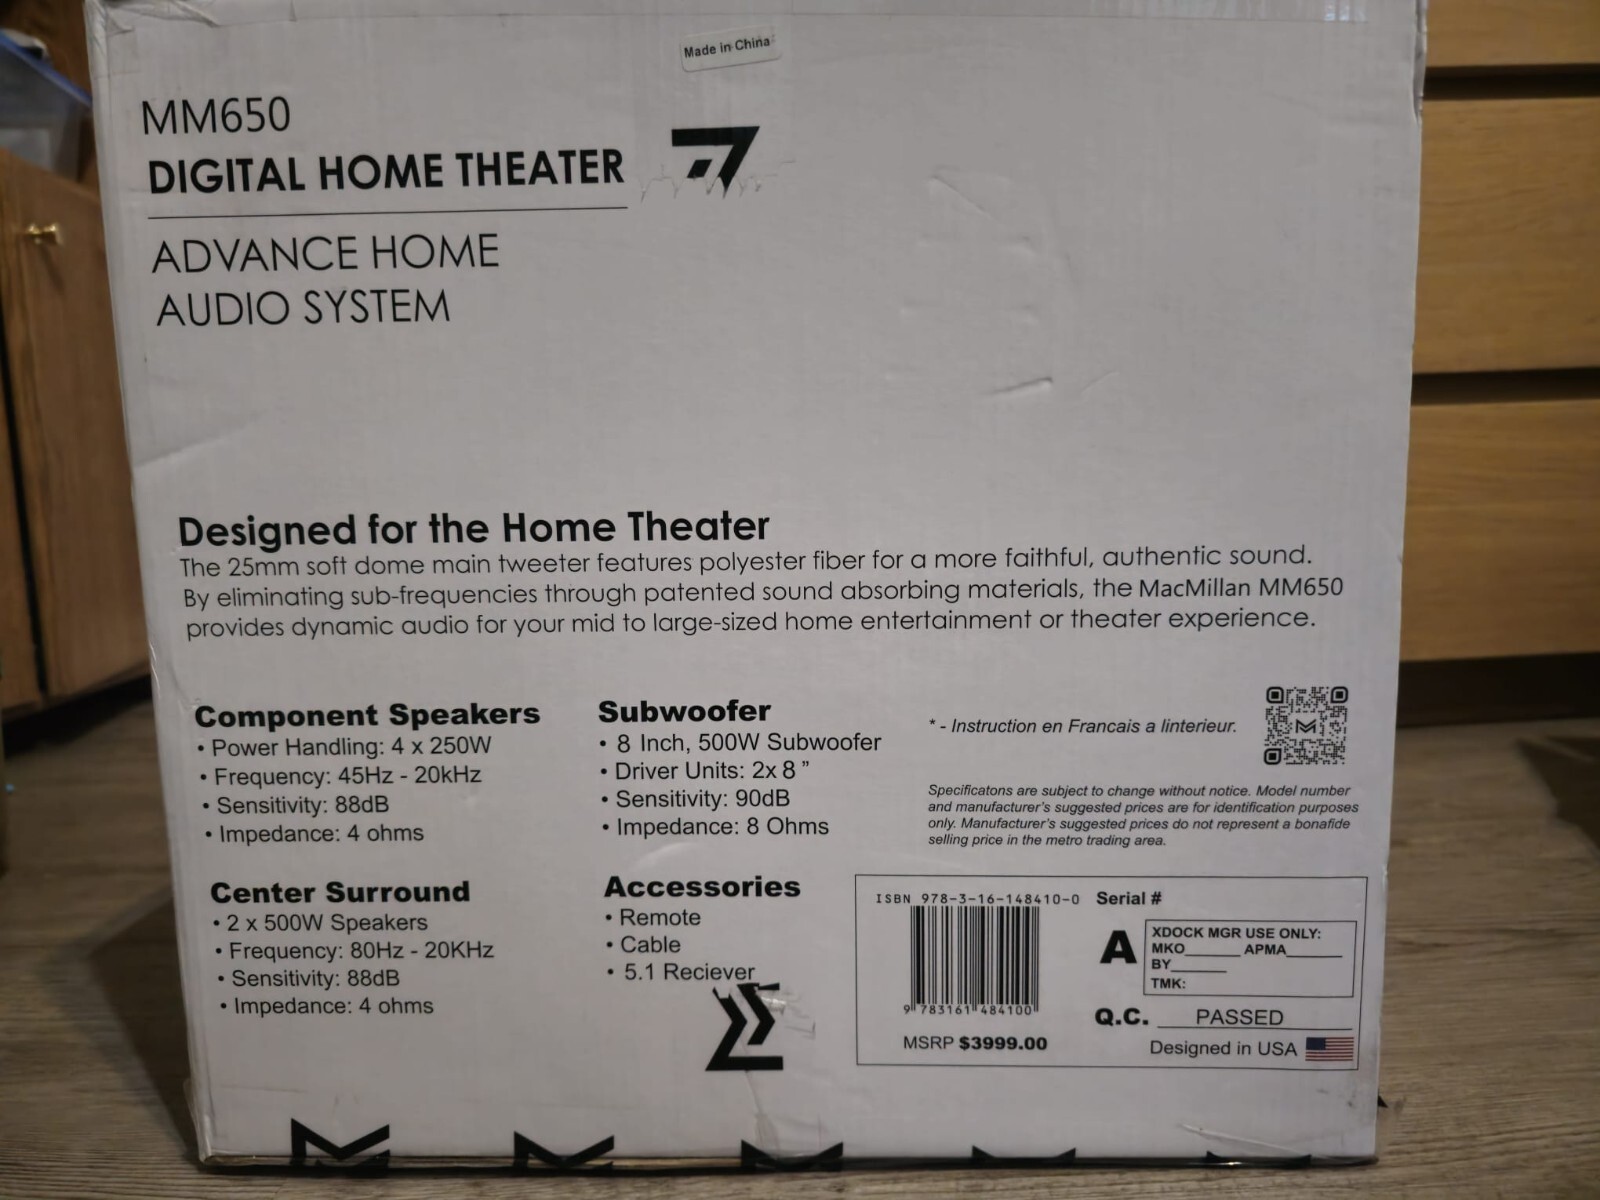 Made in China
MM650
DIGITAL HOME THEATER
ADVANCE HOME
AUDIO SYSTEM
Designed for the Home Theater
The 25mm soft dome main tweeter features polyester fiber for a more faithful, authentic sound.
By eliminating sub-frequencies through patented sound absorbing materials, the MacMillan MM650
provides dynamic audio for your mid to large-sized home entertainment or theater experience.
Component Speakers
• Power Handling: 4 x 250W
• Frequency: 45Hz - 20kHz
• Sensitivity: 88dB
• Impedance: 4 ohms
Center Surround
• 2 x 500W Speakers
• Frequency: 80Hz - 20KHz
• Sensitivity: 88dB
• Impedance: 4 ohms
Subwoofer
• 8 Inch, 500W Subwoofer
• Driver Units: 2x 8 ”
• Sensitivity: 90dB
• Impedance: 8 Ohms
Accessories
• Remote
• Cable
• 5.1 Reciever
* - Instruction en Francais a linterieur.
Specificatons are subject to change without notice. Model number
and manufacturer's suggested prices are for identification purposes
only. Manufacturer's suggested prices do not represent a bonafide
selling price in the metro trading area.
ISBN 978-3-16-148410-0
9 783161 484100
MSRP $3999.00
Serial #
A
XDOCK MGR USE ONLY:
MKO______ APMA______
BY______
TMK:
Q.C. PASSED
Designed in USA